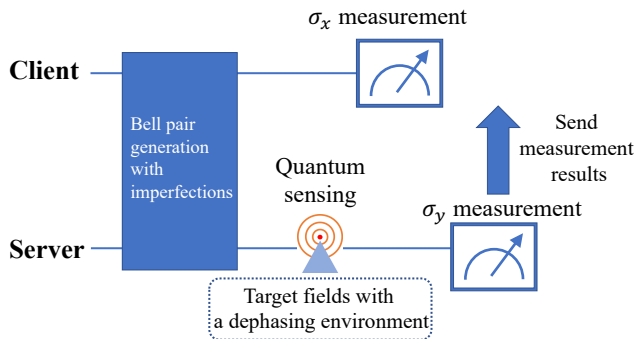 σx measurement
Client
Bell pair
generation
with
imperfections
Send
measurement
results
Quantum
sensing
σy measurement
Server
Target fields with
a dephasing environment